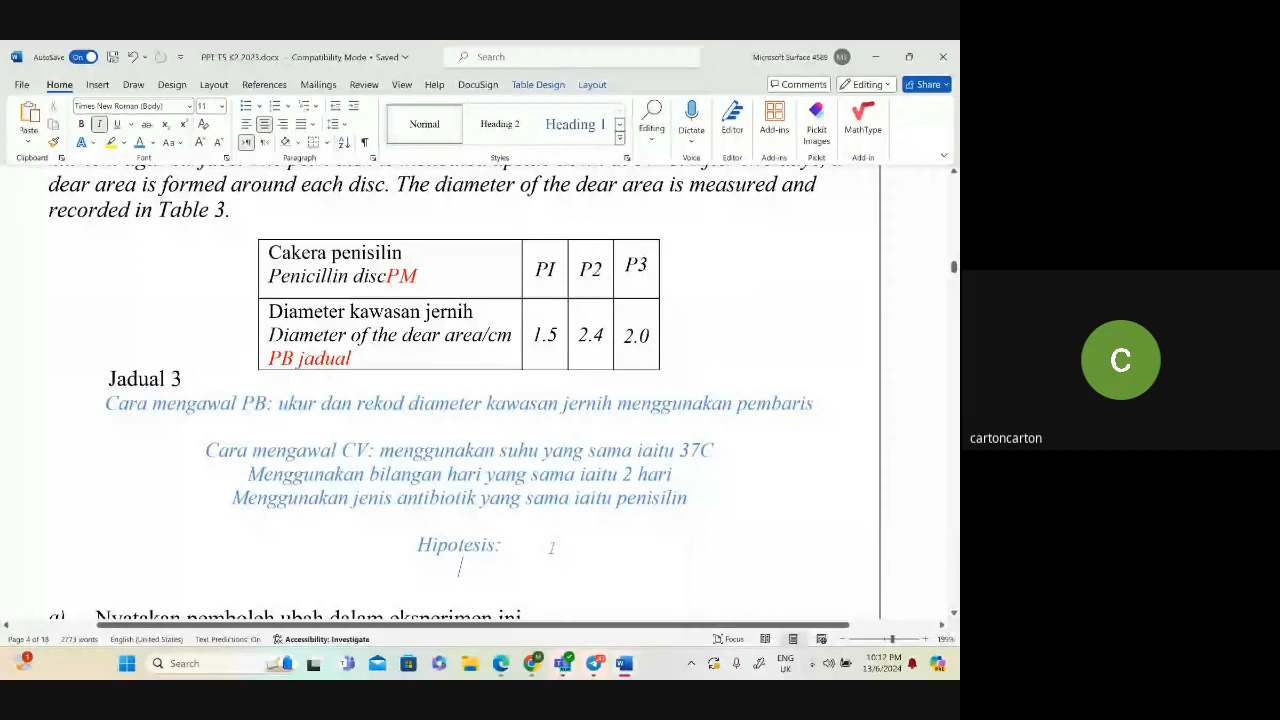 AutoSave On PPT T5 K2 2023.docx - Compatibility Mode • Saved Search Microsoft Surface 4589
File Home Insert Draw Design Layout References Mailings Review View Help DocuSign Table Design Layout Comments Editing Share
Times New Roman (Body) 11
Paste Normal Heading 2 Heading 1 Editing Dictate Editor Add-ins Pickit Images MathType
Clipboard Font Paragraph Styles Voice Editor Add-ins Add-in
dear area is formed around each disc. The diameter of the dear area is measured and
recorded in Table 3.
Cakera penisilin
Penicillin discPM
P1 P2 P3
Diameter kawasan jernih
Diameter of the dear area/cm
PB jadual
1.5 2.4 2.0
Jadual 3
Cara mengawal PB: ukur dan rekod diameter kawasan jernih menggunakan pembaris
Cara mengawal CV: menggunakan suhu yang sama iaitu 37C
Menggunakan bilangan hari yang sama iaitu 2 hari
Menggunakan jenis antibiotik yang sama iaitu penisilin
Hipotesis:
a) Nyatakan pemboleh ubah dalam eksperimen ini
Page 4 of 18 2773 words English (United States) Text Predictions: On Accessibility: Investigate Focus 199%
Search ENG UK 10:12 PM 13/6/2024
C
cartoncarton